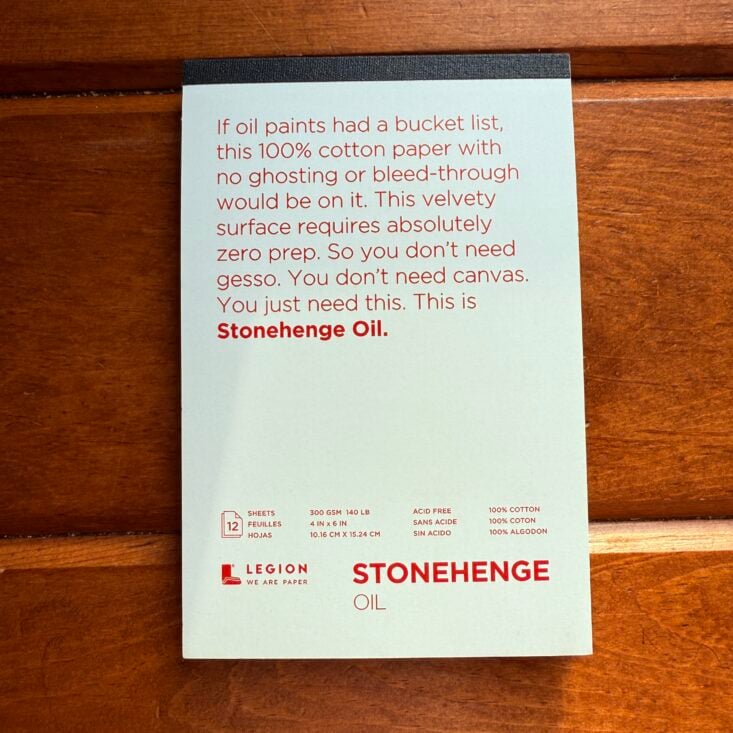 If oil paints had a bucket list,
this 100% cotton paper with
no ghosting or bleed-through
would be on it. This velvety
surface requires absolutely
zero prep. So you don't need
gesso. You don't need canvas.
You just need this. This is
Stonehenge Oil.
12
SHEETS
FEUILLES
HOJAS
300 GSM 140 LB
4 IN x 6 IN
10.16 CM X 15.24 CM
ACID FREE
SANS ACIDE
SIN ACIDO
100% COTTON
100% COTON
100% ALGODON
LEGION
WE ARE PAPER
STONEHENGE
OIL